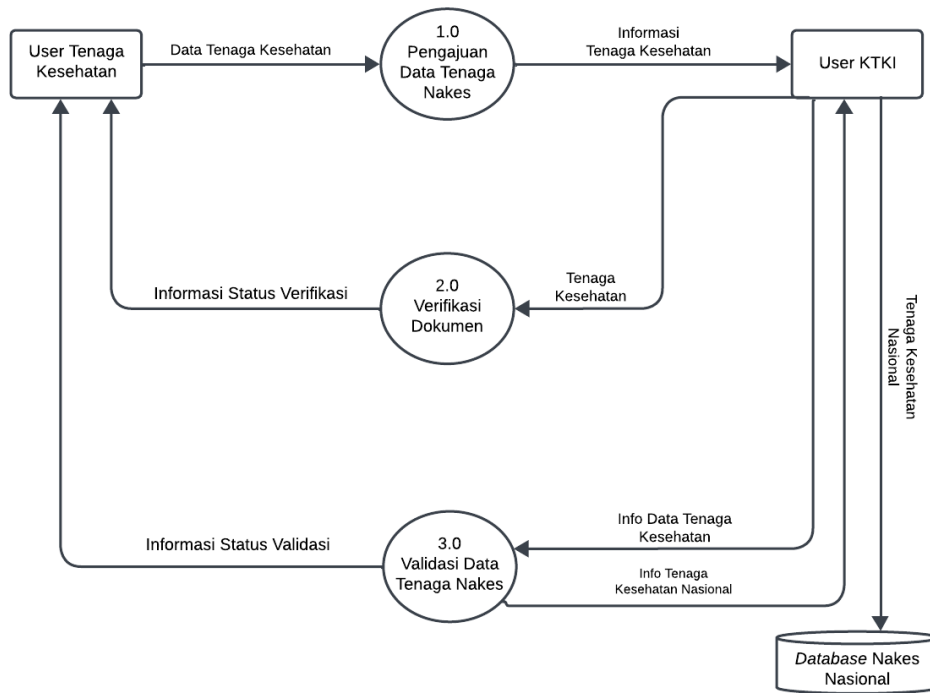 User Tenaga
Kesehatan
Data Tenaga Kesehatan
1.0
Pengajuan
Data Tenaga
Nakes
Informasi
Tenaga Kesehatan
User KTKI
Informasi Status Verifikasi
2.0
Verifikasi
Dokumen
Tenaga
Kesehatan
Tenaga Kesehatan
Nasional
Informasi Status Validasi
3.0
Validasi Data
Tenaga Nakes
Info Data Tenaga
Kesehatan
Info Tenaga
Kesehatan Nasional
Database Nakes
Nasional